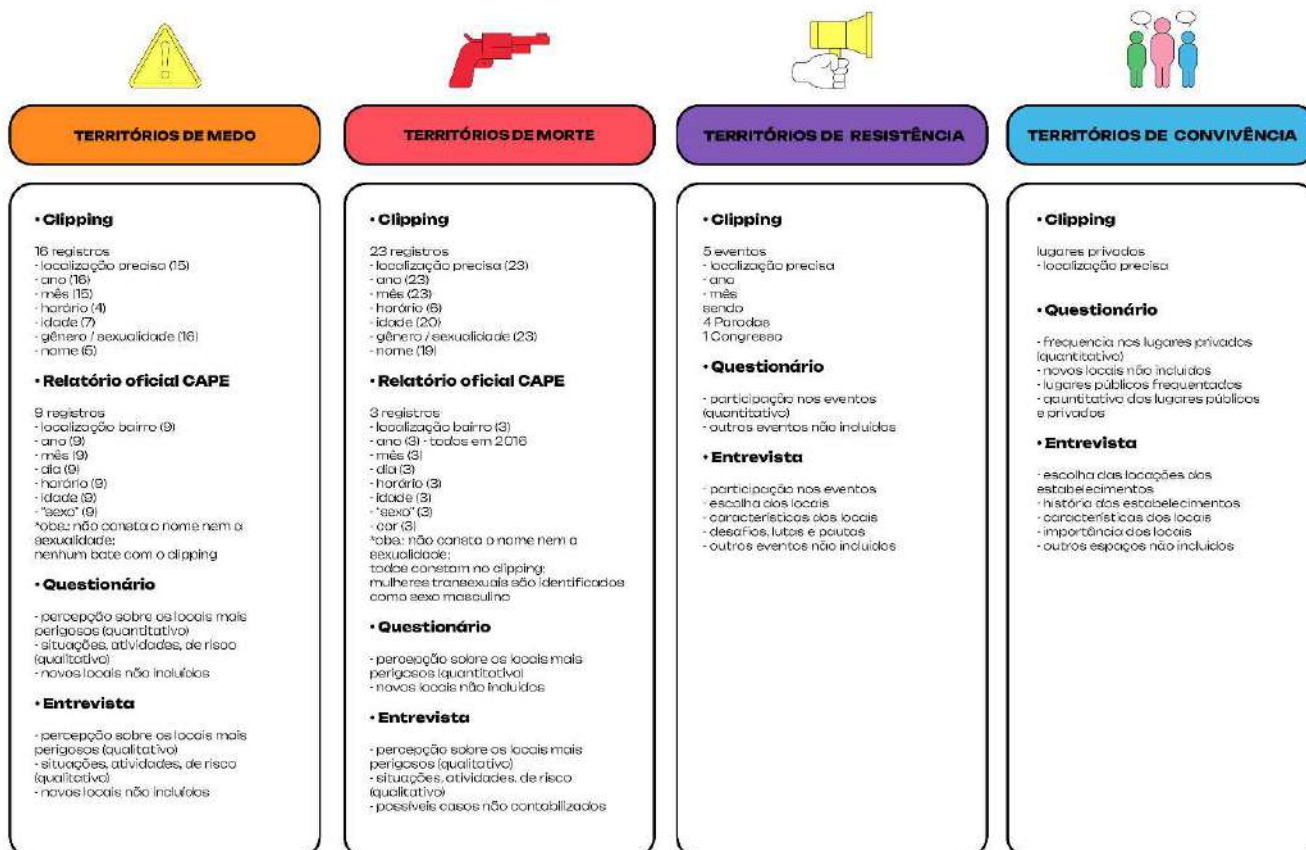 TERRITÓRIOS DE MEDO
• Clipping
16 registros
- localização precisa (15)
- ano (16)
- mês (15)
- horário (4)
- idade (7)
- gênero / sexualidade (16)
- nome (5)
• Relatório oficial CAPE
9 registros
- localização bairro (9)
- ano (9)
- mês (9)
- dia (9)
- horário (9)
- idade (9)
- "sexo" (9)
*obs.: não consta o nome nem a
sexualidade;
nenhum bate com o clipping
• Questionário
- percepção sobre os locais mais
perigosos (quantitativo)
- situações, atividades, de risco
(qualitativo)
- novos locais não incluídos
• Entrevista
- percepção sobre os locais mais
perigosos (qualitativo)
- situações, atividades, de risco
(qualitativo)
- novos locais não incluídos
TERRITÓRIOS DE MORTE
• Clipping
23 registros
- localização precisa (23)
- ano (23)
- mês (23)
- horário (6)
- idade (20)
- gênero / sexualidade (23)
- nome (19)
• Relatório oficial CAPE
3 registros
- localização bairro (3)
- ano (3) - todos em 2016
- mês (3)
- dia (3)
- horário (3)
- idade (3)
- "sexo" (3)
- cor (3)
*obs.: não consta o nome nem a
sexualidade;
todos constam no clipping;
mulheres transexuais são identificados
como sexo masculino
• Questionário
- percepção sobre os locais mais
perigosos (quantitativo)
- novos locais não incluídos
• Entrevista
- percepção sobre os locais mais
perigosos (qualitativo)
- situações, atividades, de risco
(qualitativo)
- possíveis casos não contabilizados
TERRITÓRIOS DE RESISTÊNCIA
• Clipping
5 eventos
- localização precisa
- ano
- mês
sendo
4 Paradas
1 Congresso
• Questionário
- participação nos eventos
(quantitativo)
- outros eventos não incluídos
• Entrevista
- participação nos eventos
- escolha dos locais
- características dos locais
- desafios, lutas e pautas
- outros eventos não incluídos
TERRITÓRIOS DE CONVIVÊNCIA
• Clipping
lugares privados
- localização precisa
• Questionário
- frequencia nos lugares privados
(quantitativo)
- novos locais não incluidos
- lugares públicos frequentados
- qauntitativo dos lugares públicos
e privados
• Entrevista
- escolha das locações dos
estabelecimentos
- história dos estabelecimentos
- características dos locais
- importância dos locais
- outros espaços não incluidos